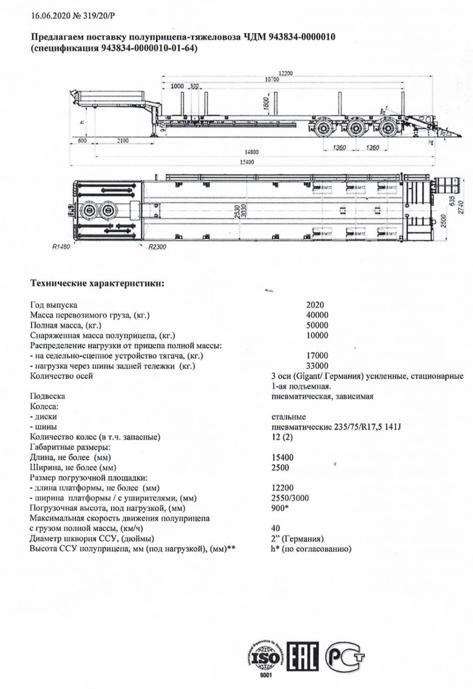 16.06.2020 № 319/20/Р
Предлагаем поставку полуприцепа-тяжеловоза ЧДМ 943834-0000010
(спецификация 943834-0000010-01-64)
12200
10700
1000
920
1600
h
600
2100
1360
1360
14800
15400
2530
3030
635
2500
2740
R1480
R2300
Технические характеристики:
Год выпуска 2020
Масса перевозимого груза, (кг.) 40000
Полная масса, (кг.) 50000
Снаряженная масса полуприцепа, (кг.) 10000
Распределение нагрузки от прицепа полной массы:
- на седельно-сцепное устройство тягача, (кг.) 17000
- нагрузка через шины задней тележки (кг.) 33000
Количество осей 3 оси (Gigant/ Германия) усиленные, стационарные
1-ая подъемная.
Подвеска пневматическая, зависимая
Колеса:
- диски стальные
- шины пневматические 235/75/R17,5 141J
Количество колес (в т.ч. запасные) 12 (2)
Габаритные размеры:
Длина, не более (мм) 15400
Ширина, не более (мм) 2500
Размер погрузочной площадки:
- длина платформы, не более (мм) 12200
- ширина платформы / с уширителями, (мм) 2550/3000
Погрузочная высота, под нагрузкой, (мм) 900*
Максимальная скорость движения полуприцепа
с грузом полной массы, (км/ч) 40
Диаметр шкворня ССУ, (дюймы) 2" (Германия)
Высота ССУ полуприцепа, мм (под нагрузкой), (мм)** h* (по согласованию)
ISO
9001
EAC
РСТ